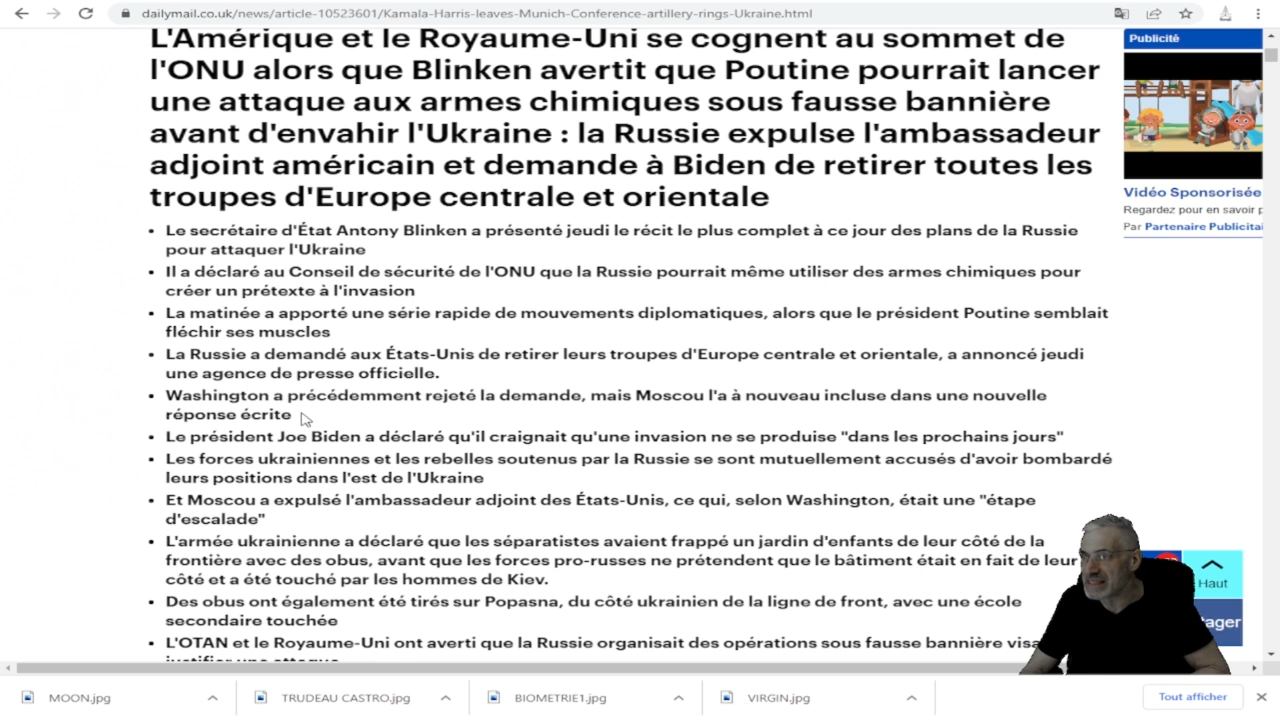 dailymail.co.uk/news/article-10523601/Kamala-Harris-leaves-Munich-Conference-artillery-rings-Ukraine.html
L'Amérique et le Royaume-Uni se cognent au sommet de
l'ONU alors que Blinken avertit que Poutine pourrait lancer
une attaque aux armes chimiques sous fausse bannière
avant d'envahir l'Ukraine : la Russie expulse l'ambassadeur
adjoint américain et demande à Biden de retirer toutes les
troupes d'Europe centrale et orientale
• Le secrétaire d'État Antony Blinken a présenté jeudi le récit le plus complet à ce jour des plans de la Russie
pour attaquer l'Ukraine
• Il a déclaré au Conseil de sécurité de l'ONU que la Russie pourrait même utiliser des armes chimiques pour
créer un prétexte à l'invasion
• La matinée a apporté une série rapide de mouvements diplomatiques, alors que le président Poutine semblait
fléchir ses muscles
• La Russie a demandé aux États-Unis de retirer leurs troupes d'Europe centrale et orientale, a annoncé jeudi
une agence de presse officielle.
• Washington a précédemment rejeté la demande, mais Moscou l'a à nouveau incluse dans une nouvelle
réponse écrite
• Le président Joe Biden a déclaré qu'il craignait qu'une invasion ne se produise "dans les prochains jours"
• Les forces ukrainiennes et les rebelles soutenus par la Russie se sont mutuellement accusés d'avoir bombardé
leurs positions dans l'est de l'Ukraine
• Et Moscou a expulsé l'ambassadeur adjoint des États-Unis, ce qui, selon Washington, était une "étape
d'escalade"
• L'armée ukrainienne a déclaré que les séparatistes avaient frappé un jardin d'enfants de leur côté de la
frontière avec des obus, avant que les forces pro-russes ne prétendent que le bâtiment était en fait de leur
côté et a été touché par les hommes de Kiev.
• Des obus ont également été tirés sur Popasna, du côté ukrainien de la ligne de front, avec une école
secondaire touchée
• L'OTAN et le Royaume-Uni ont averti que la Russie organisait des opérations sous fausse bannière visa
justifier une attaque
Publicité
Vidéo Sponsorisée
Regardez pour en savoir p
Par Partenaire Publicitai
Haut
tager
MOON.jpg
TRUDEAU CASTRO.jpg
BIOMETRIE1.jpg
VIRGIN.jpg
Tout afficher